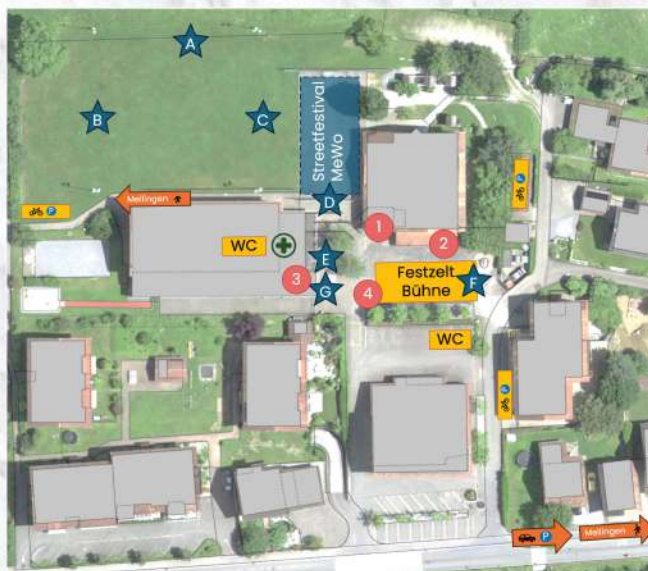 A
B
C
Streetfestival
MeWo
Mellingen
P
P
D
WC
1
2
E
3
G
4
Festzelt
Bühne
F
WC
P
P
Mellingen